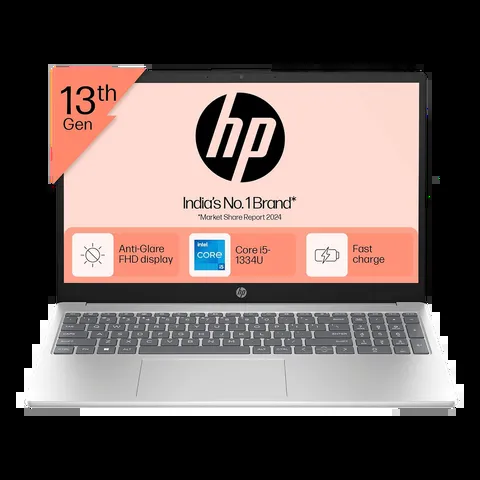 13th
Gen
hp
India's No. 1 Brand*
*Market Share Report 2024
Anti-Glare
FHD display
intel
CORE
i5
Core i5-
1334U
Fast
charge
hp